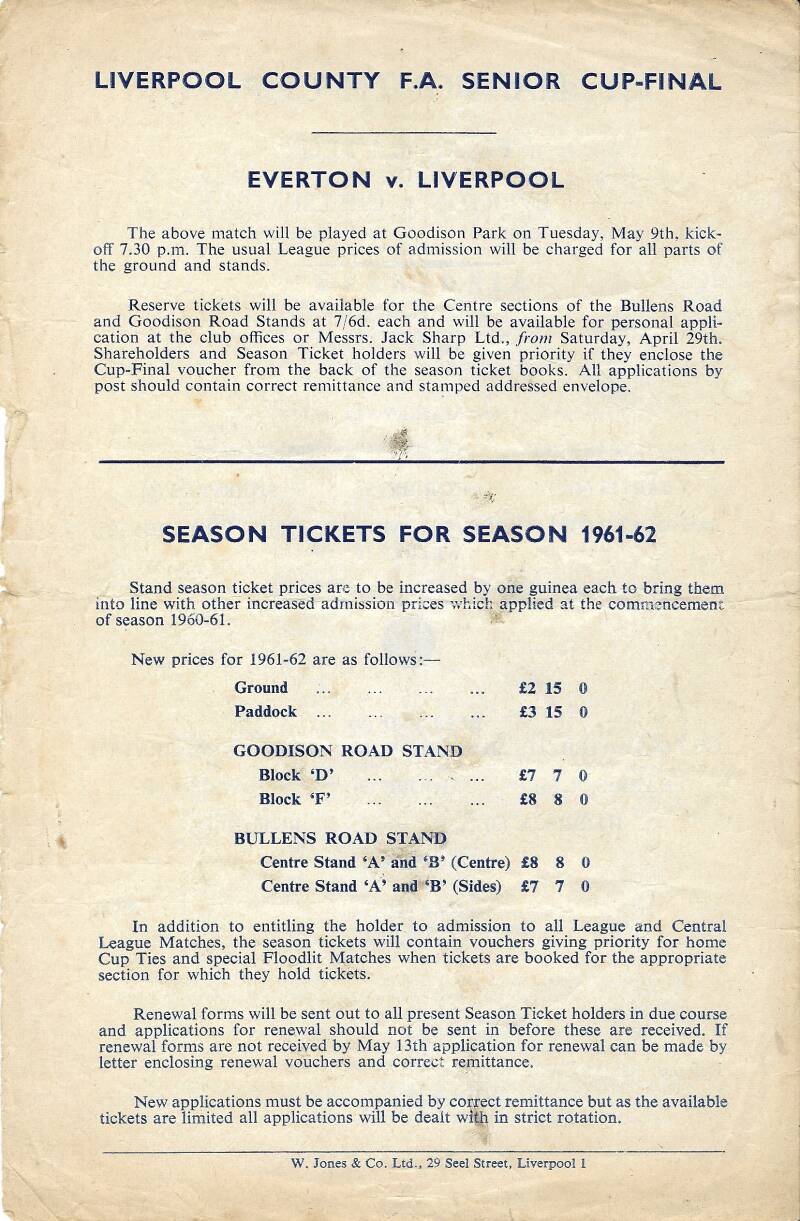 LIVERPOOL COUNTY F.A. SENIOR CUP-FINAL
EVERTON v. LIVERPOOL
The above match will be played at Goodison Park on Tuesday, May 9th, kick-
off 7.30 p.m. The usual League prices of admission will be charged for all parts of
the ground and stands.
Reserve tickets will be available for the Centre sections of the Bullens Road
and Goodison Road Stands at 7/6d. each and will be available for personal appli-
cation at the club offices or Messrs. Jack Sharp Ltd., from Saturday, April 29th.
Shareholders and Season Ticket holders will be given priority if they enclose the
Cup-Final voucher from the back of the season ticket books. All applications by
post should contain correct remittance and stamped addressed envelope.
SEASON TICKETS FOR SEASON 1961-62
Stand season ticket prices are to be increased by one guinea each to bring them
into line with other increased admission prices which applied at the commencement
of season 1960-61.
New prices for 1961-62 are as follows:—
Ground ... ... ... ... £2 15 0
Paddock ... ... ... ... £3 15 0
GOODISON ROAD STAND
Block ‘D’ ... ... ... £7 7 0
Block ‘F’ ... ... ... £8 8 0
BULLENS ROAD STAND
Centre Stand ‘A’ and ‘B’ (Centre) £8 8 0
Centre Stand ‘A’ and ‘B’ (Sides) £7 7 0
In addition to entitling the holder to admission to all League and Central
League Matches, the season tickets will contain vouchers giving priority for home
Cup Ties and special Floodlit Matches when tickets are booked for the appropriate
section for which they hold tickets.
Renewal forms will be sent out to all present Season Ticket holders in due course
and applications for renewal should not be sent in before these are received. If
renewal forms are not received by May 13th application for renewal can be made by
letter enclosing renewal vouchers and correct remittance.
New applications must be accompanied by correct remittance but as the available
tickets are limited all applications will be dealt with in strict rotation.
W. Jones & Co. Ltd., 29 Seel Street, Liverpool 1